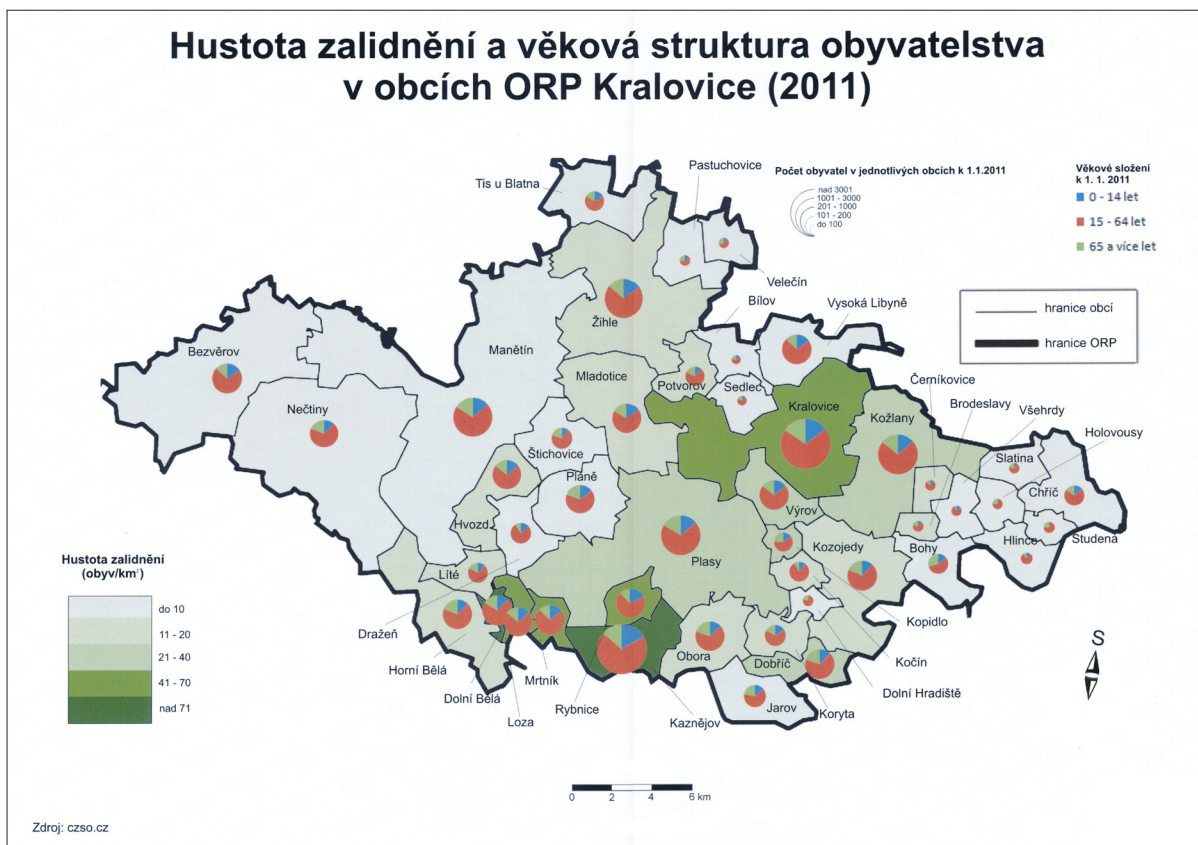 Hustota zalidnění a věková struktura obyvatelstva
v obcích ORP Kralovice (2011)
Pastuchovice
Tis u Blatna
Počet obyvatel v jednotlivých obcích k 1.1.2011
nad 3001
1001 - 3000
201 - 1000
101 - 200
do 100
Věkové složení
k 1. 1. 2011
0 - 14 let
15 - 64 let
65 a více let
Velečín
Bílov
Vysoká Libyně
hranice obcí
hranice ORP
Žihle
Manětín
Bezvěrov
Mladotice
Potvorov
Sedlec
Černíkovice
Brodeslavy
Všehrdy
Holovousy
Nečtiny
Kralovice
Kožlany
Štichovice
Slatina
Pláně
Chříč
Hvozd
Výrov
Studená
Hlince
Kozojedy
Bohy
Plasy
Líté
Hustota zalidnění
(obyv/km²)
do 10
11 - 20
21 - 40
41 - 70
nad 71
Dražeň
Horní Bělá
Dolní Bělá
Loza
Mrtník
Rybnice
Kaznějov
Obora
Dobříč
Jarov
Koryta
Dolní Hradiště
Kočín
Kopidlo
S
0 2 4 6 km
Zdroj: czso.cz